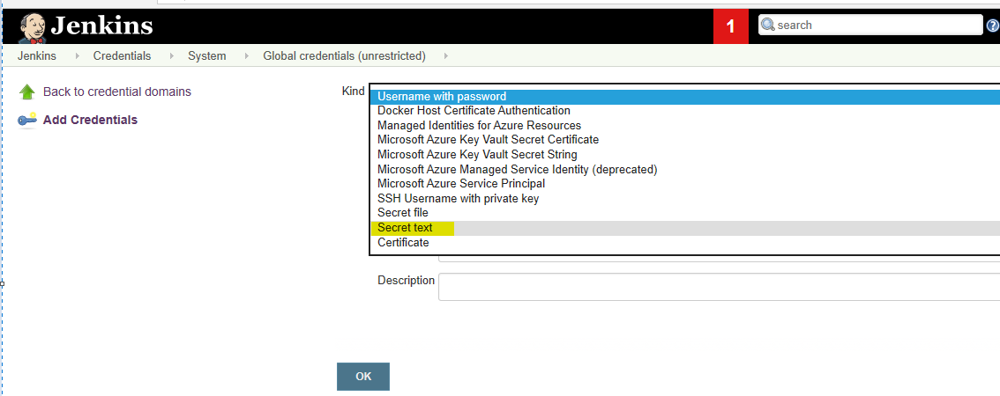 Jenkins
1
search
?
Jenkins Credentials System Global credentials (unrestricted)
Back to credential domains
Add Credentials
Kind
Username with password
Docker Host Certificate Authentication
Managed Identities for Azure Resources
Microsoft Azure Key Vault Secret Certificate
Microsoft Azure Key Vault Secret String
Microsoft Azure Managed Service Identity (deprecated)
Microsoft Azure Service Principal
SSH Username with private key
Secret file
Secret text
Certificate
Description
OK